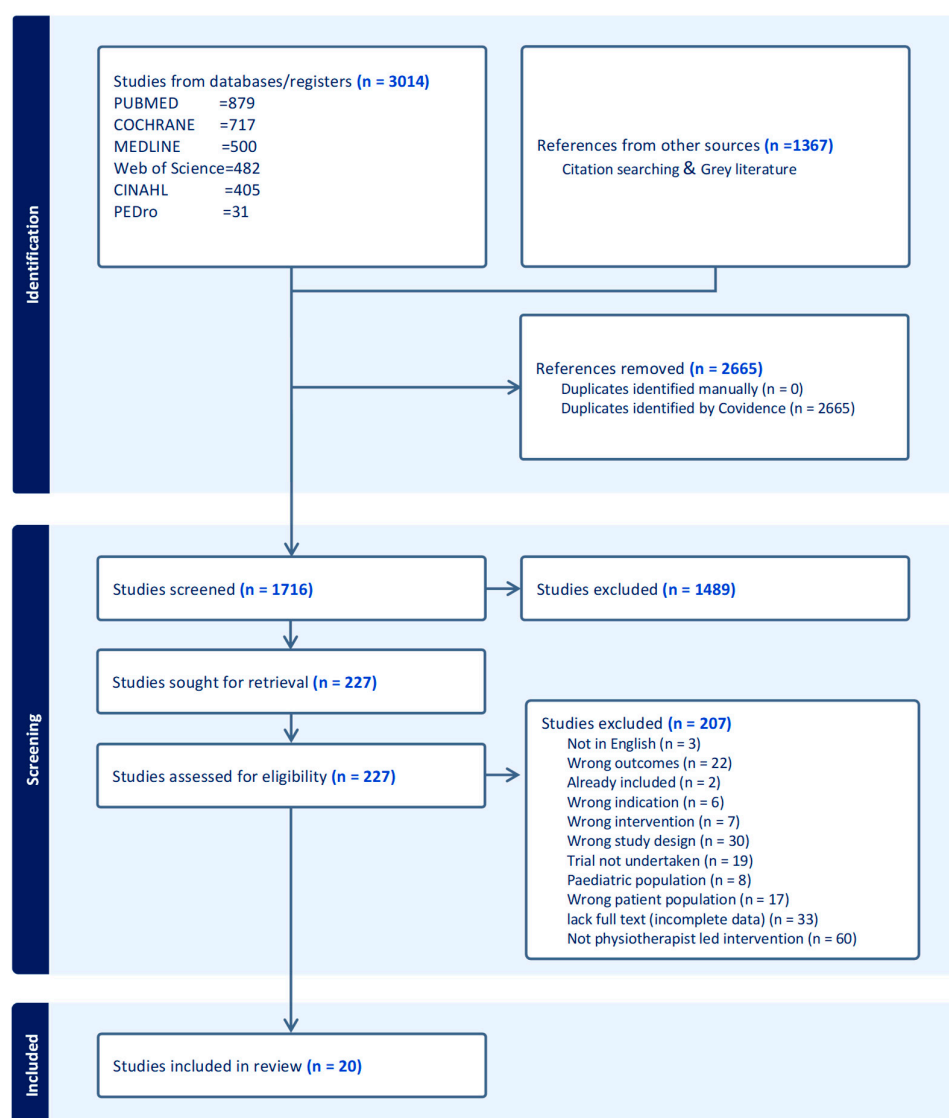 Identification
Studies from databases/registers (n = 3014)
PUBMED =879
COCHRANE =717
MEDLINE =500
Web of Science=482
CINAHL =405
PEDro =31
References from other sources (n =1367)
Citation searching & Grey literature
References removed (n = 2665)
Duplicates identified manually (n = 0)
Duplicates identified by Covidence (n = 2665)
Screening
Studies screened (n = 1716)
Studies excluded (n = 1489)
Studies sought for retrieval (n = 227)
Studies assessed for eligibility (n = 227)
Studies excluded (n = 207)
Not in English (n = 3)
Wrong outcomes (n = 22)
Already included (n = 2)
Wrong indication (n = 6)
Wrong intervention (n = 7)
Wrong study design (n = 30)
Trial not undertaken (n = 19)
Paediatric population (n = 8)
Wrong patient population (n = 17)
lack full text (incomplete data) (n = 33)
Not physiotherapist led intervention (n = 60)
Included
Studies included in review (n = 20)